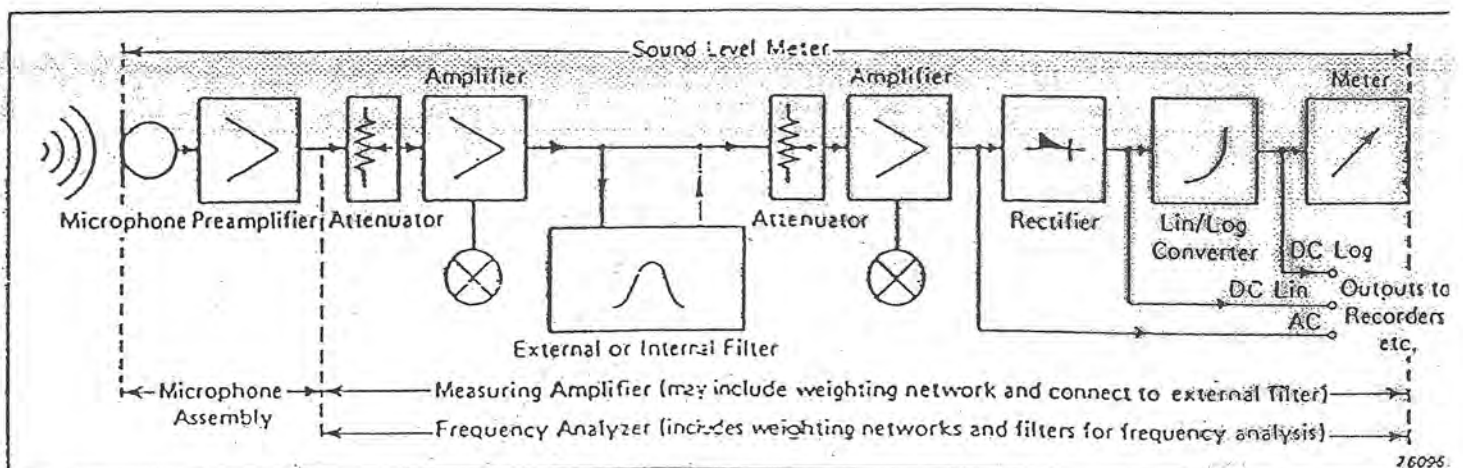 Sound Level Meter
Amplifier Amplifier Meter
Microphone Preamplifier Attenuator Attenuator Rectifier Lin/Log
Converter
DC Log
DC Lin Outputs to
AC Recorders
etc.
External or Internal Filter
Microphone
Assembly
Measuring Amplifier (may include weighting network and connect to external filter)
Frequency Analyzer (includes weighting networks and filters for frequency analysis)